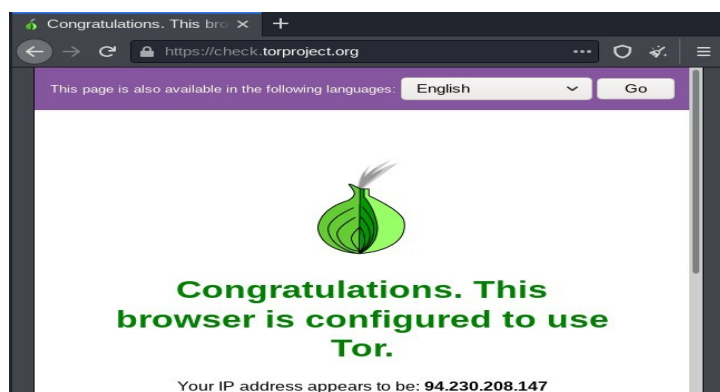 Congratulations. This bro
https://check.torproject.org
This page is also available in the following languages: English Go
Congratulations. This
browser is configured to use
Tor.
Your IP address appears to be: 94.230.208.147